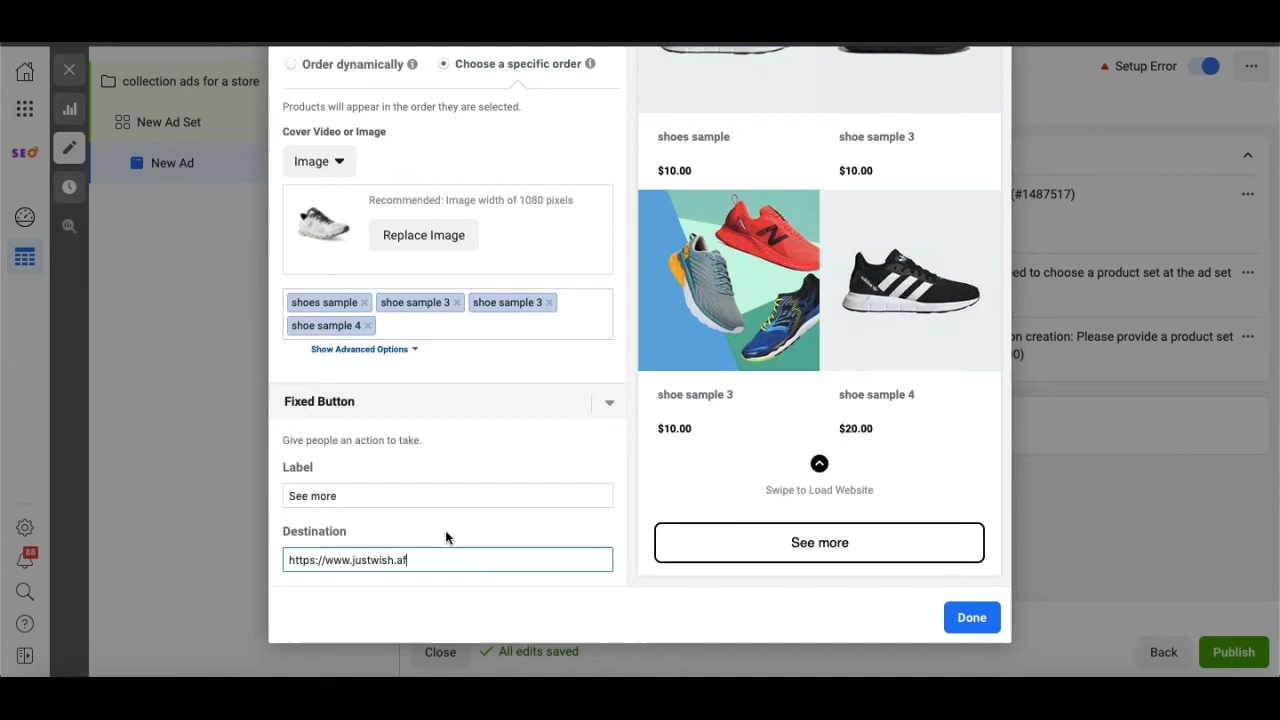 Order dynamically
Choose a specific order
Products will appear in the order they are selected.
Cover Video or Image
Image
Recommended: Image width of 1080 pixels
Replace Image
shoes sample
shoe sample 3
shoe sample 3
shoe sample 4
Show Advanced Options
Fixed Button
Give people an action to take.
Label
See more
Destination
https://www.justwish.af
shoes sample
shoe sample 3
$10.00
$10.00
shoe sample 3
shoe sample 4
$10.00
$20.00
Swipe to Load Website
See more
Done
collection ads for a store
New Ad Set
New Ad
SEO
88
Setup Error
(#1487517)
ed to choose a product set at the ad set
on creation: Please provide a product set
00)
Close
All edits saved
Back
Publish